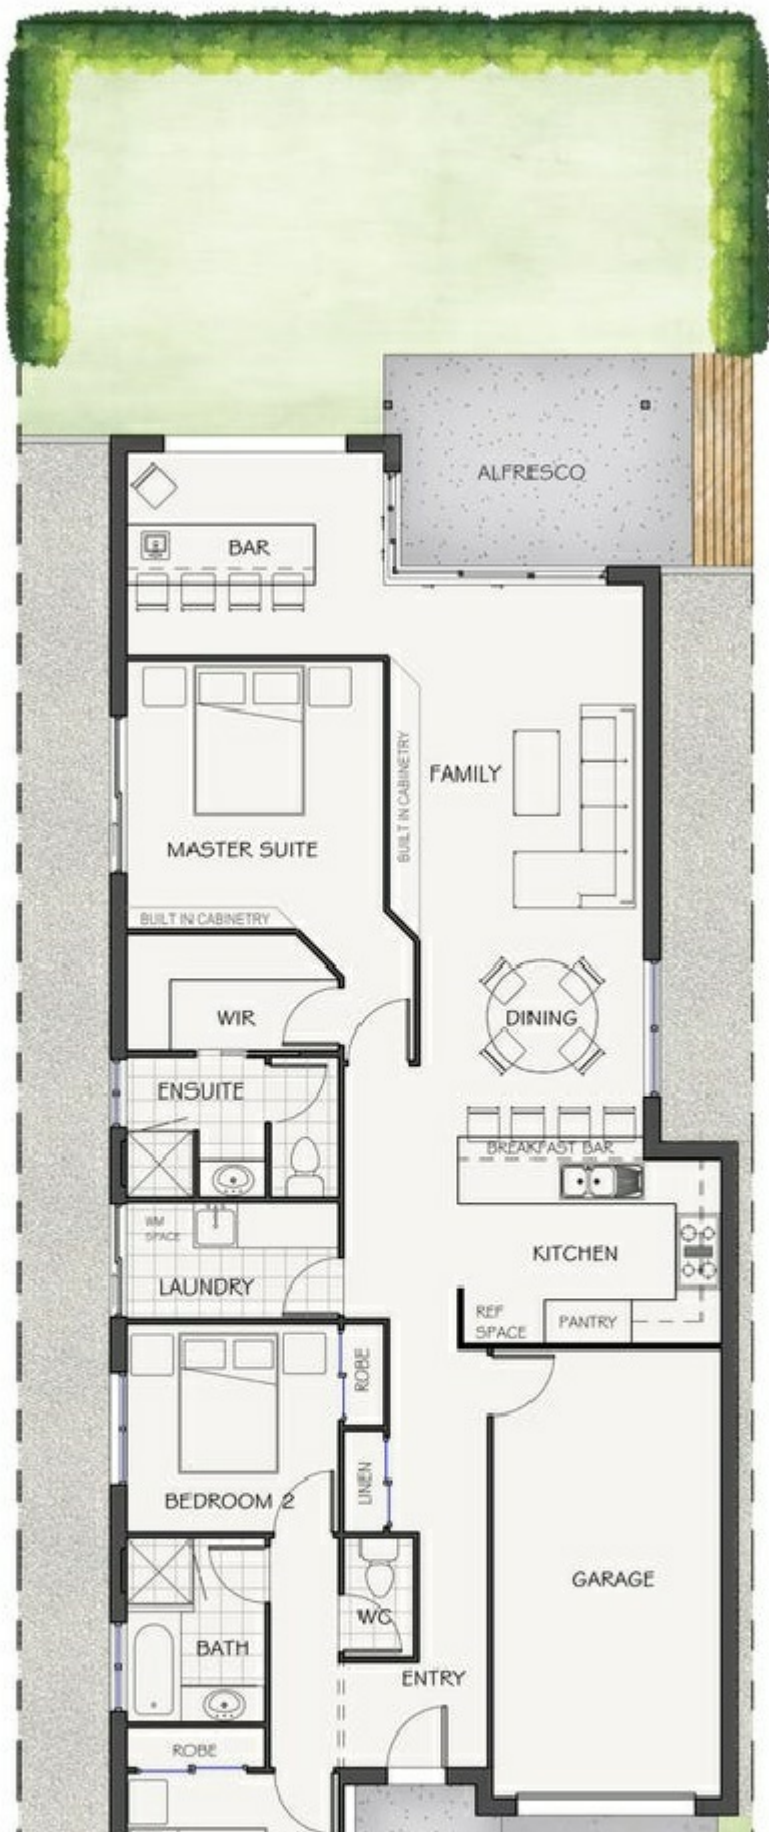 ALFRESCO
BAR
BUILT IN CABINETRY
FAMILY
MASTER SUITE
BUILT IN CABINETRY
WIR
DINING
ENSUITE
BREAKFAST BAR
WM
SPACE
KITCHEN
LAUNDRY
REF
SPACE
PANTRY
ROBE
LINEN
BEDROOM 2
GARAGE
WC
BATH
ENTRY
ROBE